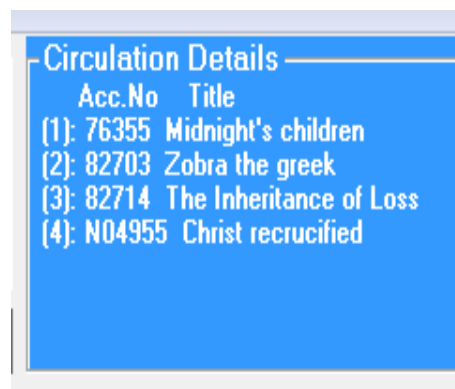 Circulation Details
Acc.No Title
(1): 76355 Midnight's children
(2): 82703 Zobra the greek
(3): 82714 The Inheritance of Loss
(4): N04955 Christ recrucified